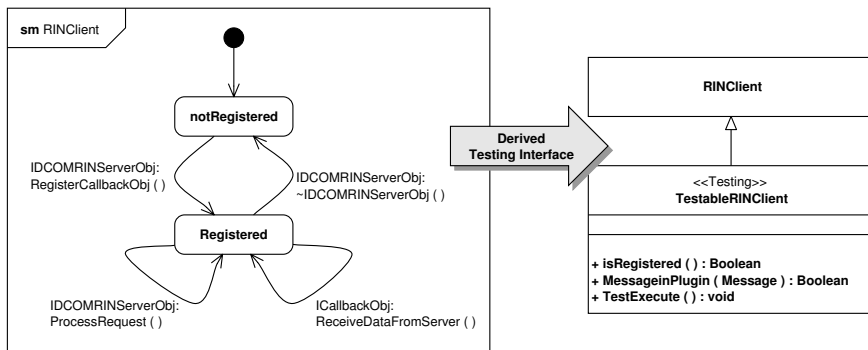 sm RINClient
notRegistered
IDCOMRINServerObj:
RegisterCallbackObj ( )
IDCOMRINServerObj:
~IDCOMRINServerObj ( )
Registered
IDCOMRINServerObj:
ProcessRequest ( )
ICallbackObj:
ReceiveDataFromServer ( )
Derived
Testing Interface
RINClient
<<Testing>>
TestableRINClient
+ isRegistered ( ) : Boolean
+ MessageinPlugin ( Message ) : Boolean
+ TestExecute ( ) : void